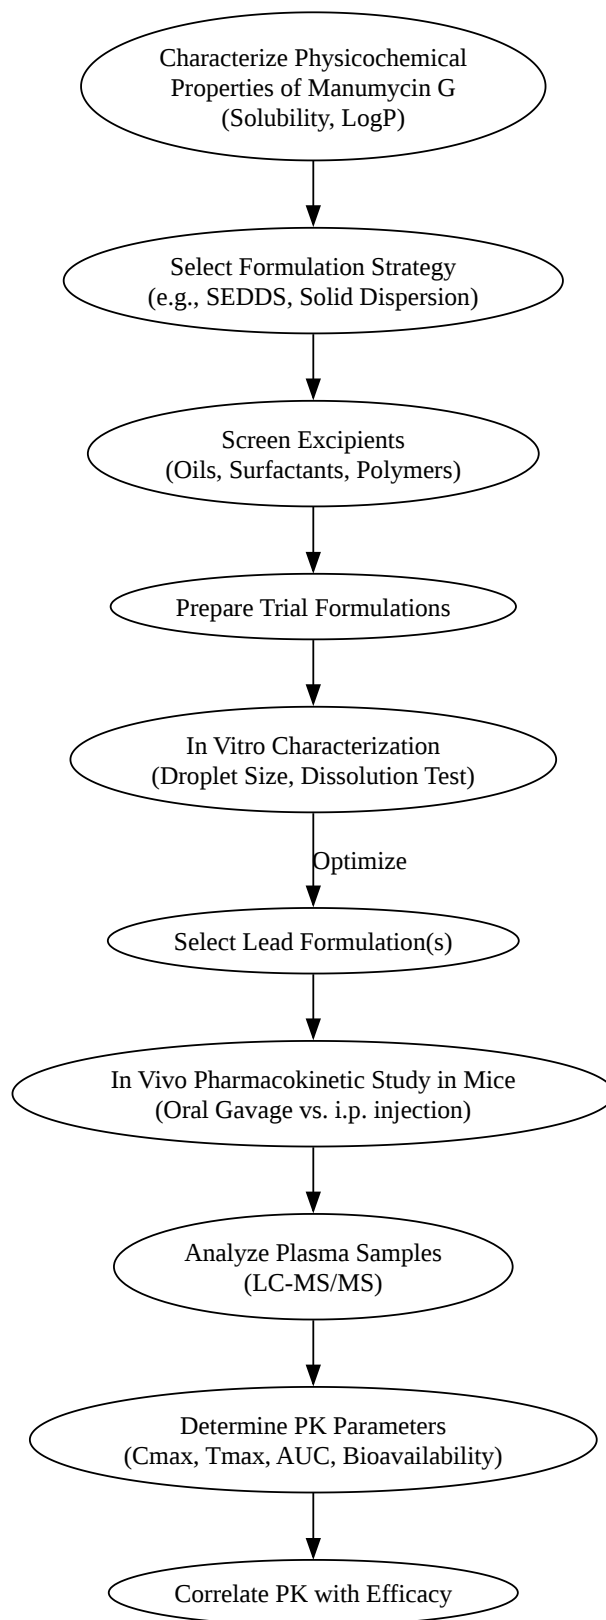 Characterize Physicochemical
Properties of Manumycin G
(Solubility, LogP)
Select Formulation Strategy
(e.g., SEDDS, Solid Dispersion)
Screen Excipients
(Oils, Surfactants, Polymers)
Prepare Trial Formulations
In Vitro Characterization
(Droplet Size, Dissolution Test)
Optimize
Select Lead Formulation(s)
In Vivo Pharmacokinetic Study in Mice
(Oral Gavage vs. i.p. injection)
Analyze Plasma Samples
(LC-MS/MS)
Determine PK Parameters
(Cmax, Tmax, AUC, Bioavailability)
Correlate PK with Efficacy